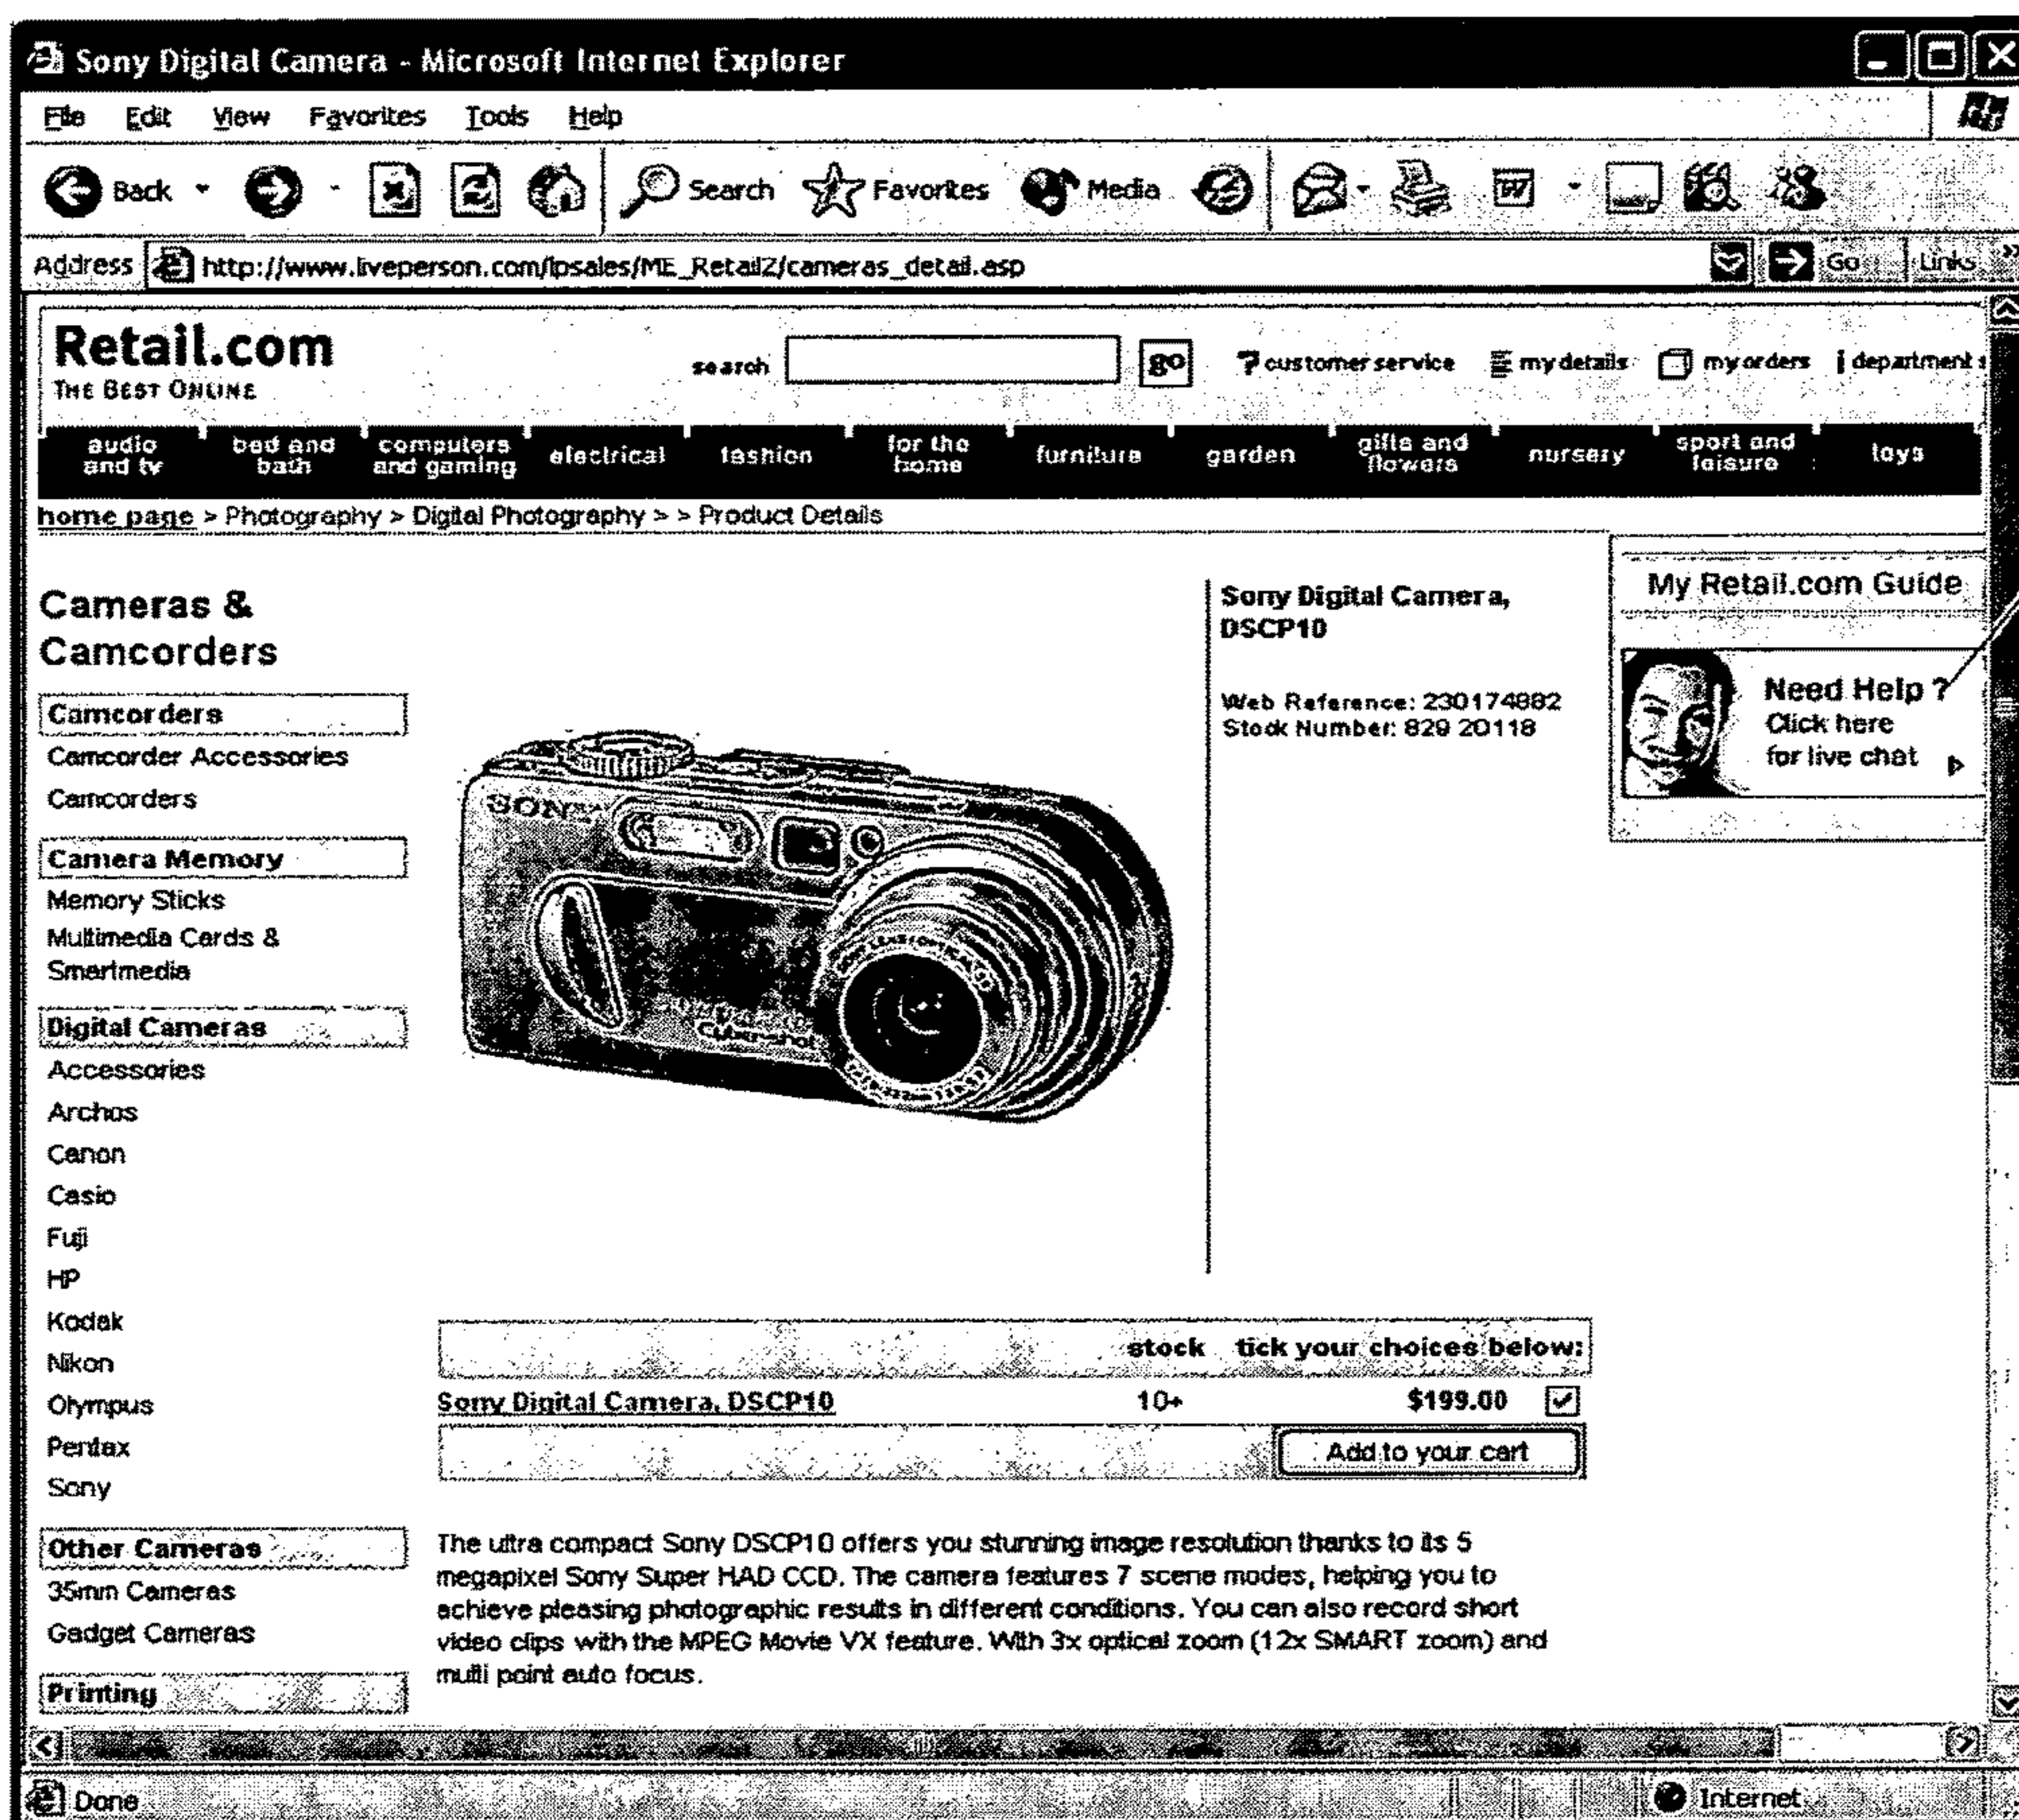 Sony Digital Camera - Microsoft Internet Explorer
File Edit View Favorites Tools Help
Back Search Favorites Media
Address http://www.liveperson.com/lpsales/ME_Retail2/cameras_detail.asp Go Links »
Retail.com
THE BEST ONLINE
search go ? customer service my details my orders i department s
audio and tv
bed and bath
computers and gaming
electrical
fashion
for the home
furniture
garden
gifts and flowers
nursery
sport and leisure
toys
home page > Photography > Digital Photography > > Product Details
Cameras &
Camcorders
Camcorders
Camcorder Accessories
Camcorders
Camera Memory
Memory Sticks
Multimedia Cards &
Smartmedia
Digital Cameras
Accessories
Archos
Canon
Casio
Fuji
HP
Kodak
Nikon
Olympus
Pentax
Sony
Other Cameras
35mm Cameras
Gadget Cameras
Printing
SONY
Cyber-shot
Sony Digital Camera,
DSCP10
Web Reference: 230174882
Stock Number: 829 20118
My Retail.com Guide
Need Help ?
Click here
for live chat
stock tick your choices below:
Sony Digital Camera, DSCP10 10+ $199.00
Add to your cart
The ultra compact Sony DSCP10 offers you stunning image resolution thanks to its 5
megapixel Sony Super HAD CCD. The camera features 7 scene modes, helping you to
achieve pleasing photographic results in different conditions. You can also record short
video clips with the MPEG Movie VX feature. With 3x optical zoom (12x SMART zoom) and
multi point auto focus.
Done Internet